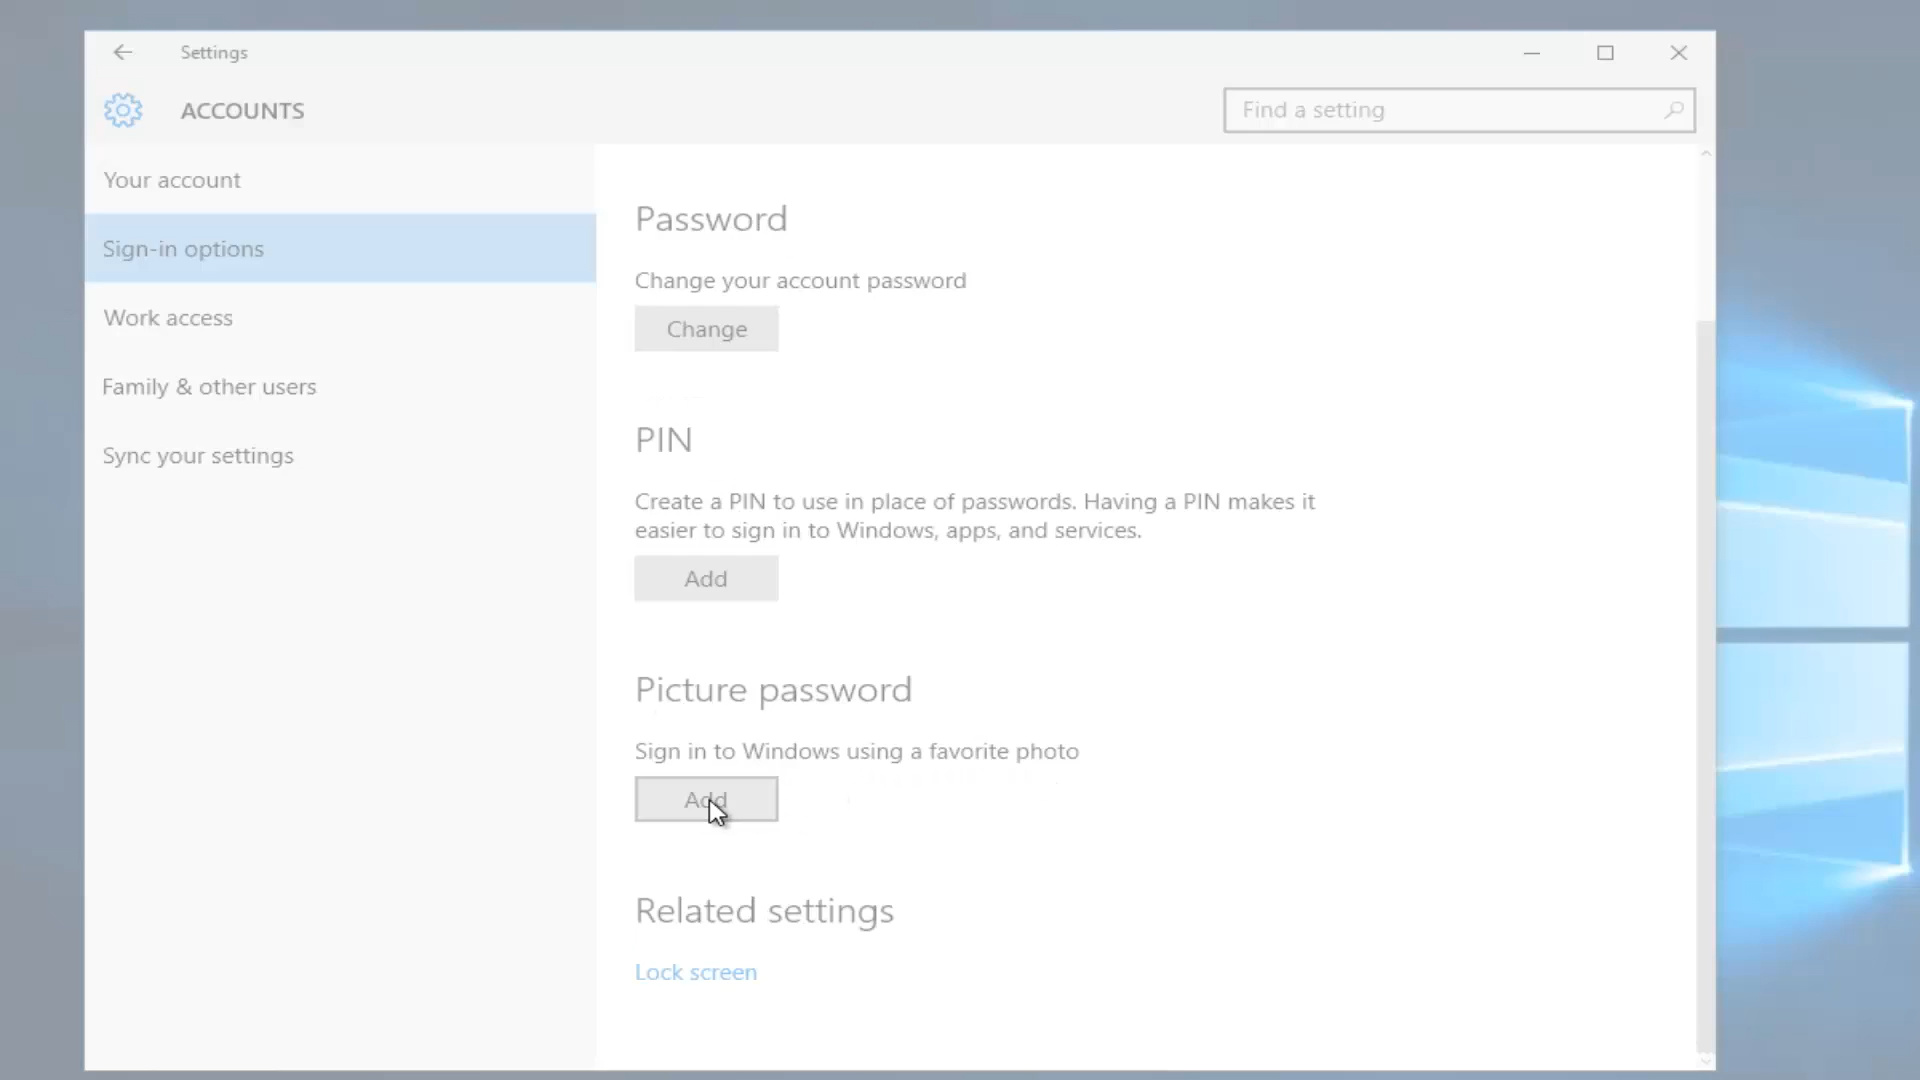 Settings
ACCOUNTS
Find a setting
Your account
Sign-in options
Work access
Family & other users
Sync your settings
Password
Change your account password
Change
PIN
Create a PIN to use in place of passwords. Having a PIN makes it
easier to sign in to Windows, apps, and services.
Add
Picture password
Sign in to Windows using a favorite photo
Add
Related settings
Lock screen